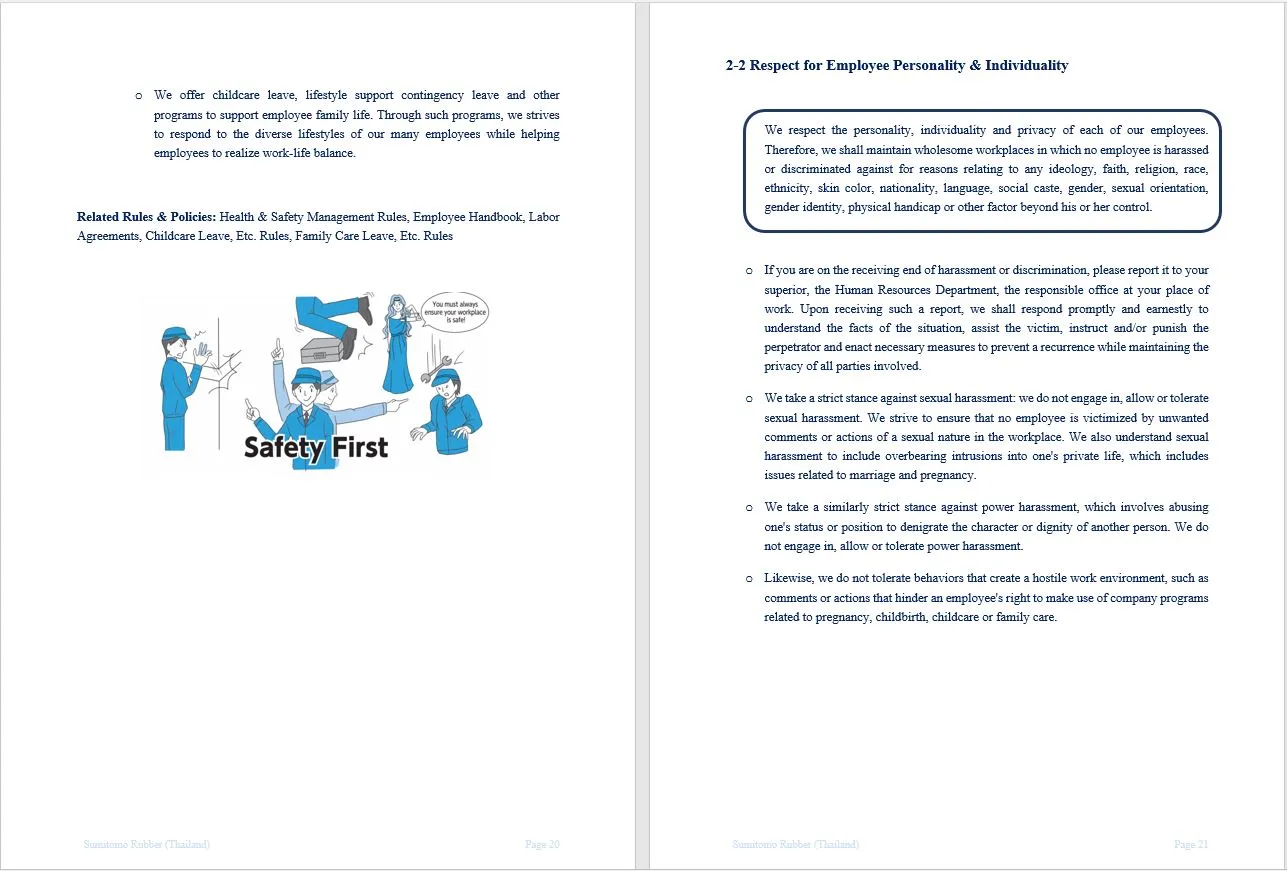 o We offer childcare leave, lifestyle support contingency leave and other
programs to support employee family life. Through such programs, we strives
to respond to the diverse lifestyles of our many employees while helping
employees to realize work-life balance.
Related Rules & Policies: Health & Safety Management Rules, Employee Handbook, Labor
Agreements, Childcare Leave, Etc. Rules, Family Care Leave, Etc. Rules
You must always
ensure your workplace
is safe!
Safety First
Sumitomo Rubber (Thailand) Page 20
2-2 Respect for Employee Personality & Individuality
We respect the personality, individuality and privacy of each of our employees.
Therefore, we shall maintain wholesome workplaces in which no employee is harassed
or discriminated against for reasons relating to any ideology, faith, religion, race,
ethnicity, skin color, nationality, language, social caste, gender, sexual orientation,
gender identity, physical handicap or other factor beyond his or her control.
o If you are on the receiving end of harassment or discrimination, please report it to your
superior, the Human Resources Department, the responsible office at your place of
work. Upon receiving such a report, we shall respond promptly and earnestly to
understand the facts of the situation, assist the victim, instruct and/or punish the
perpetrator and enact necessary measures to prevent a recurrence while maintaining the
privacy of all parties involved.
o We take a strict stance against sexual harassment: we do not engage in, allow or tolerate
sexual harassment. We strive to ensure that no employee is victimized by unwanted
comments or actions of a sexual nature in the workplace. We also understand sexual
harassment to include overbearing intrusions into one's private life, which includes
issues related to marriage and pregnancy.
o We take a similarly strict stance against power harassment, which involves abusing
one's status or position to denigrate the character or dignity of another person. We do
not engage in, allow or tolerate power harassment.
o Likewise, we do not tolerate behaviors that create a hostile work environment, such as
comments or actions that hinder an employee's right to make use of company programs
related to pregnancy, childbirth, childcare or family care.
Sumitomo Rubber (Thailand) Page 21